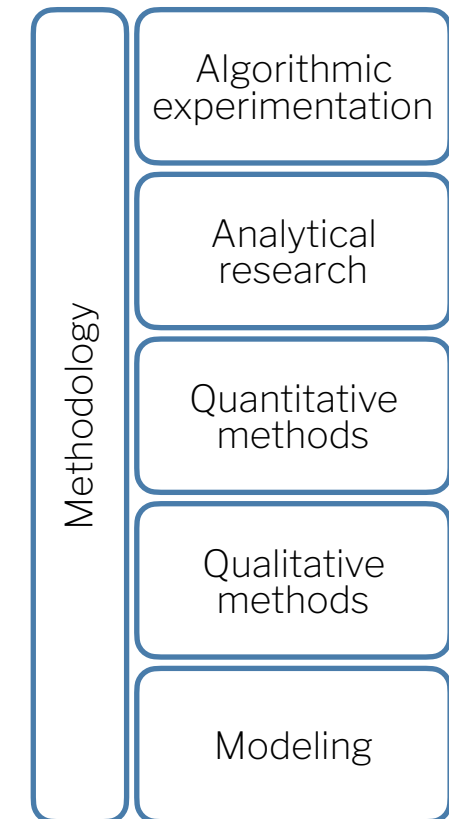 Methodology
Algorithmic
experimentation
Analytical
research
Quantitative
methods
Qualitative
methods
Modeling